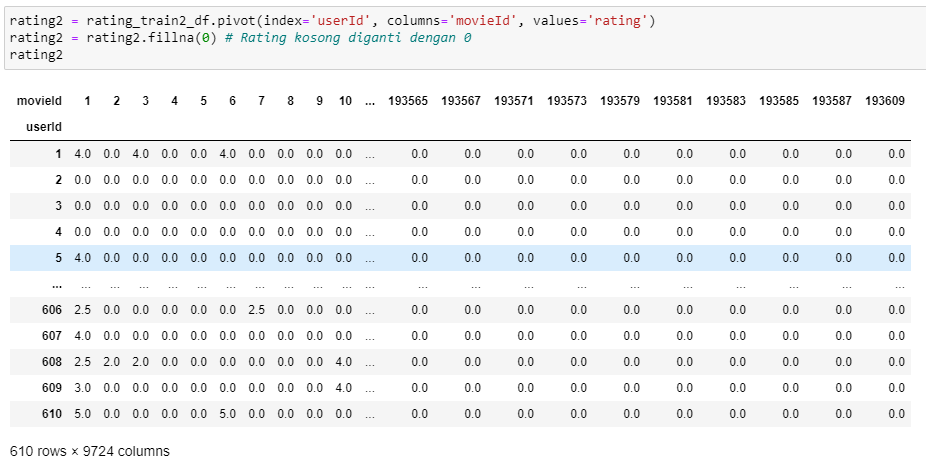 rating2 = rating_train2_df.pivot(index='userId', columns='movieId', values='rating')
rating2 = rating2.fillna(0) # Rating kosong diganti dengan 0
rating2
movieId 1 2 3 4 5 6 7 8 9 10 ... 193565 193567 193571 193573 193579 193581 193583 193585 193587 193609
userId
1 4.0 0.0 4.0 0.0 0.0 4.0 0.0 0.0 0.0 0.0 ... 0.0 0.0 0.0 0.0 0.0 0.0 0.0 0.0 0.0 0.0
2 0.0 0.0 0.0 0.0 0.0 0.0 0.0 0.0 0.0 0.0 ... 0.0 0.0 0.0 0.0 0.0 0.0 0.0 0.0 0.0 0.0
3 0.0 0.0 0.0 0.0 0.0 0.0 0.0 0.0 0.0 0.0 ... 0.0 0.0 0.0 0.0 0.0 0.0 0.0 0.0 0.0 0.0
4 0.0 0.0 0.0 0.0 0.0 0.0 0.0 0.0 0.0 0.0 ... 0.0 0.0 0.0 0.0 0.0 0.0 0.0 0.0 0.0 0.0
5 4.0 0.0 0.0 0.0 0.0 0.0 0.0 0.0 0.0 0.0 ... 0.0 0.0 0.0 0.0 0.0 0.0 0.0 0.0 0.0 0.0
... ... ... ... ... ... ... ... ... ... ... ... ... ... ... ... ... ... ... ... ... ...
606 2.5 0.0 0.0 0.0 0.0 0.0 2.5 0.0 0.0 0.0 ... 0.0 0.0 0.0 0.0 0.0 0.0 0.0 0.0 0.0 0.0
607 4.0 0.0 0.0 0.0 0.0 0.0 0.0 0.0 0.0 0.0 ... 0.0 0.0 0.0 0.0 0.0 0.0 0.0 0.0 0.0 0.0
608 2.5 2.0 2.0 0.0 0.0 0.0 0.0 0.0 0.0 4.0 ... 0.0 0.0 0.0 0.0 0.0 0.0 0.0 0.0 0.0 0.0
609 3.0 0.0 0.0 0.0 0.0 0.0 0.0 0.0 0.0 4.0 ... 0.0 0.0 0.0 0.0 0.0 0.0 0.0 0.0 0.0 0.0
610 5.0 0.0 0.0 0.0 0.0 5.0 0.0 0.0 0.0 0.0 ... 0.0 0.0 0.0 0.0 0.0 0.0 0.0 0.0 0.0 0.0
610 rows × 9724 columns